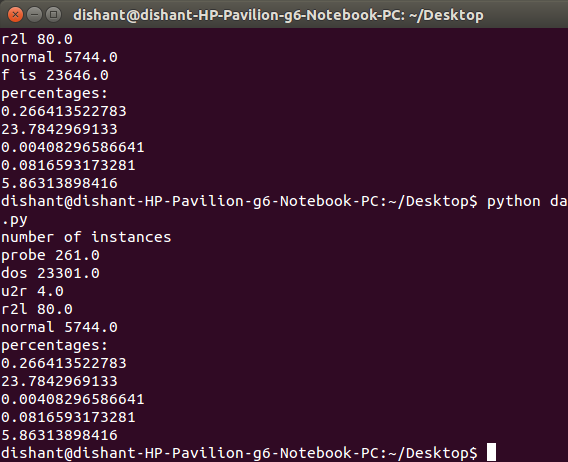 dishant@dishant-HP-Pavilion-g6-Notebook-PC: ~/Desktop
r2l 80.0
normal 5744.0
f is 23646.0
percentages:
0.266413522783
23.7842969133
0.00408296586641
0.0816593173281
5.86313898416
dishant@dishant-HP-Pavilion-g6-Notebook-PC:~/Desktop$ python da
.py
number of instances
probe 261.0
dos 23301.0
u2r 4.0
r2l 80.0
normal 5744.0
percentages:
0.266413522783
23.7842969133
0.00408296586641
0.0816593173281
5.86313898416
dishant@dishant-HP-Pavilion-g6-Notebook-PC:~/Desktop$